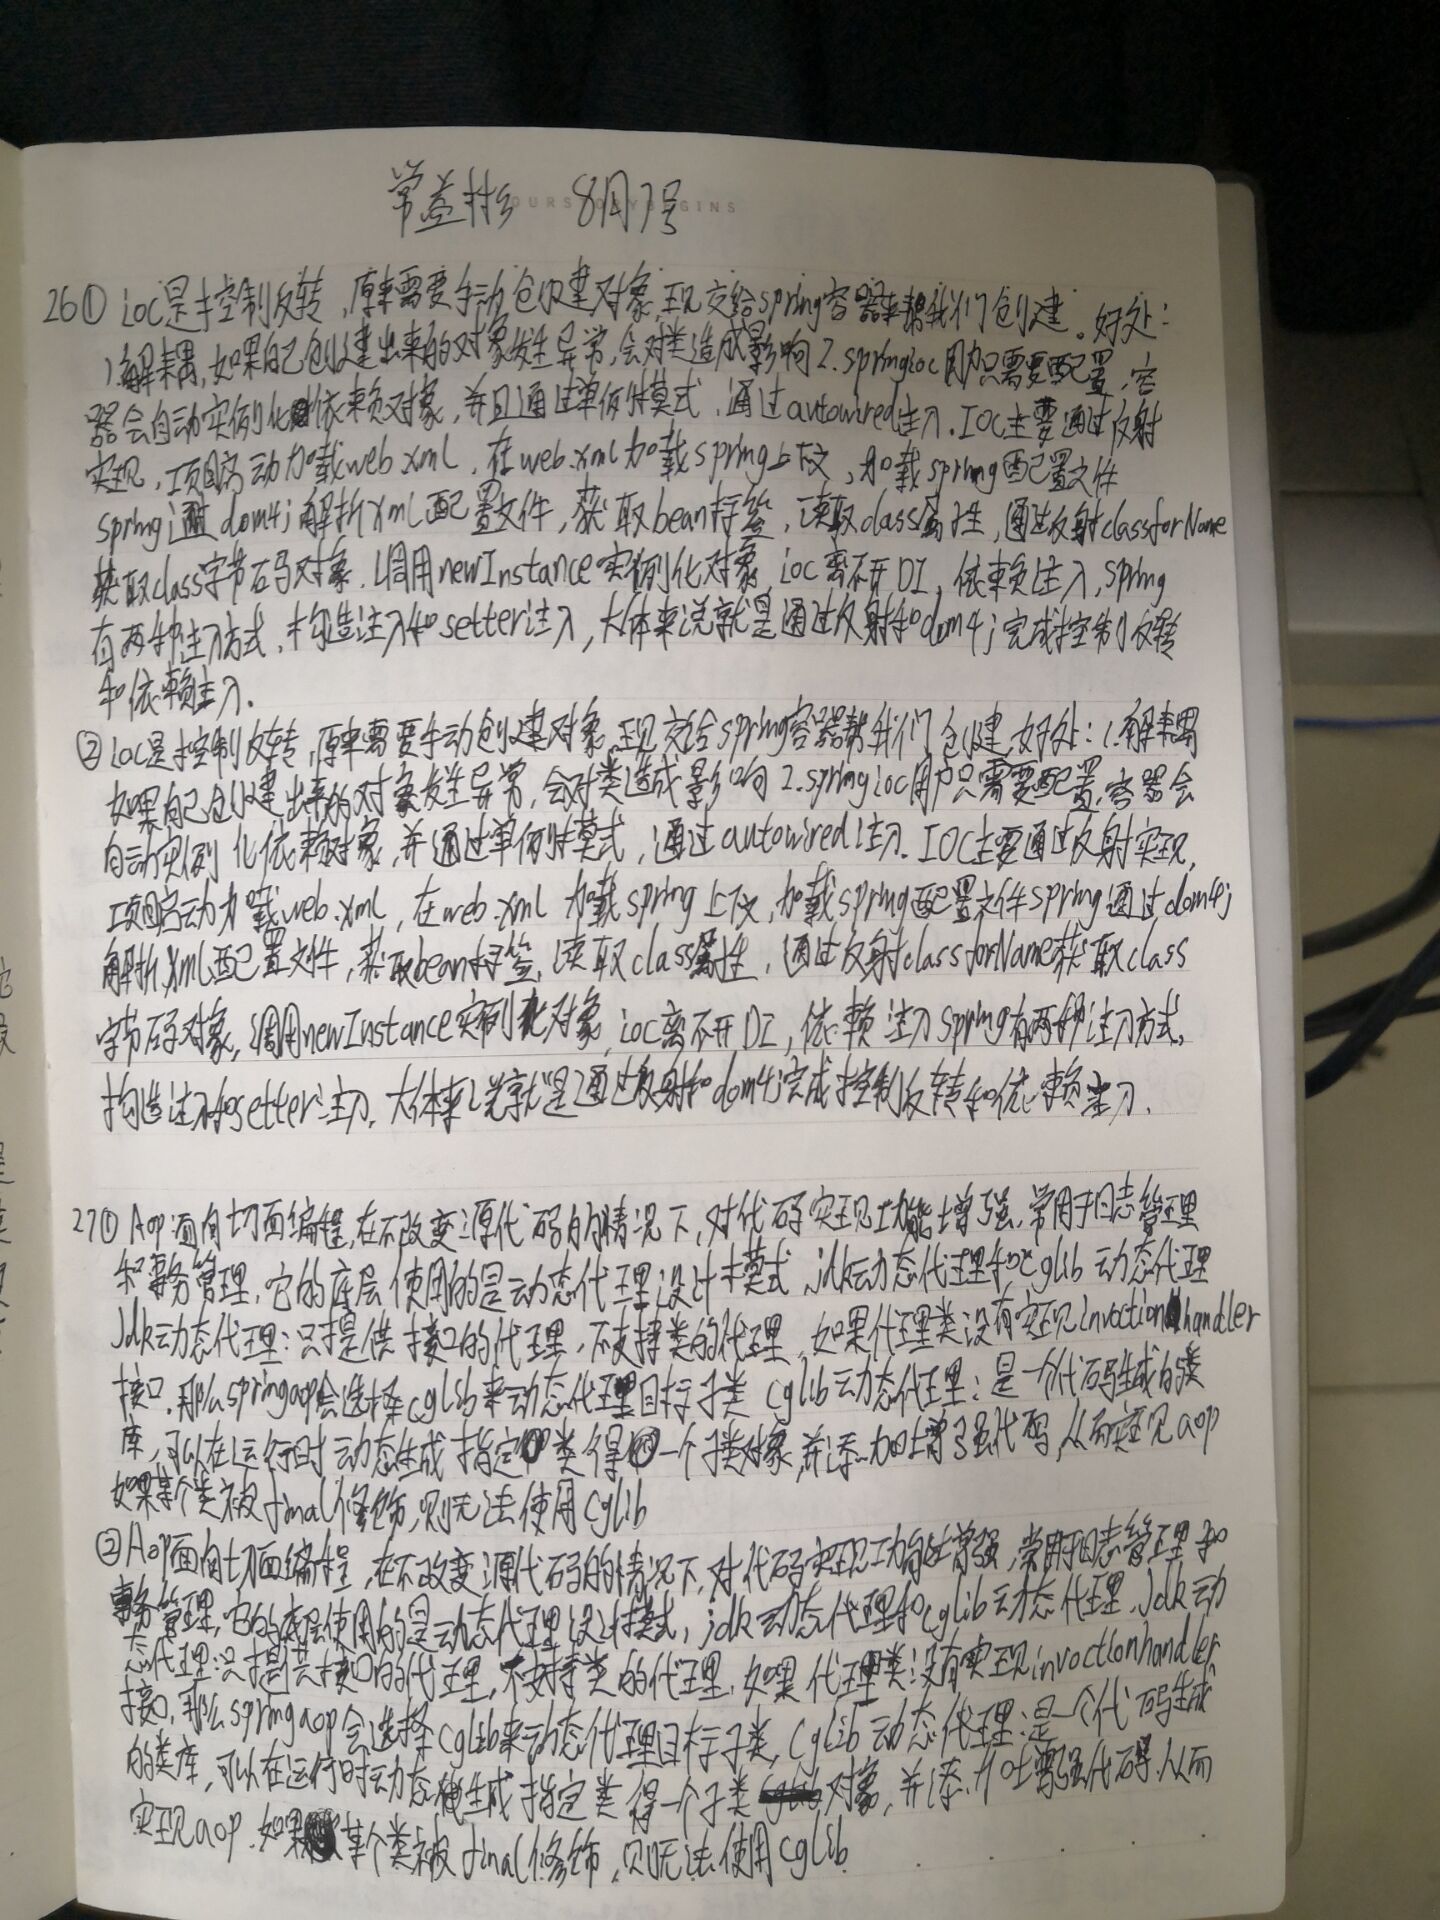 8月7号
26① ioc是控制反转，原来需要手动创建对象，现交给spring容器来帮我们创建。好处：
1.解耦，如果自己创建出来的对象发生异常，会对类造成影响 2.springioc用户只需要配置，容
器会自动实例化依赖对象，并且通过单例模式，通过autowired注入．IOC主要通过反射
实现，项目启动加载web.xml，在web.xml加载spring上下文，加载spring配置文件
spring通过dom4j解析xml配置文件，获取bean标签，读取class属性，通过反射classforName
获取class字节码对象，调用newInstance实例化对象，ioc离不开DI，依赖注入，spring
有两种注入方式，构造注入和setter注入，大体来说就是通过反射和dom4j完成控制反转
和依赖注入．
② ioc是控制反转，原来需要手动创建对象，现交给spring容器帮我们创建，好处：1.解耦
如果自己创建出来的对象发生异常，会对类造成影响 2.springioc用户只需要配置，容器会
自动实例化依赖对象，并通过单例模式，通过autowired注入．IOC主要通过反射实现，
项目启动加载web.xml，在web.xml加载spring上下文，加载spring配置文件spring通过dom4j
解析xml配置文件，获取bean标签，读取class属性，通过反射classforName获取class
字节码对象，调用newInstance实例化对象，ioc离不开DI，依赖注入spring有两种注入方式，
构造注入和setter注入，大体来说就是通过反射和dom4j完成控制反转和依赖注入．
27① Aop面向切面编程，在不改变源代码的情况下，对代码实现功能增强，常用于日志管理
和事务管理，它的底层使用的是动态代理设计模式，jdk动态代理和cglib动态代理
Jdk动态代理：只提供接口的代理，不支持类的代理，如果代理类没有实现invoctionhandler
接口，那么springaop会选择cglib来动态代理目标子类 cglib动态代理：是一个代码生成的类
库，可以在运行时动态生成指定类得一个子类对象，并添加增强代码，从而实现aop
如果某个类被final修饰，则无法使用cglib
② Aop面向切面编程，在不改变源代码的情况下，对代码实现功能增强，常用于日志管理和
事务管理，它的底层使用的是动态代理设计模式，jdk动态代理和cglib动态代理，Jdk动
态代理：只提供接口的代理，不支持类的代理，如果代理类没有实现invoctionhandler
接口，那么springaop会选择cglib来动态代理目标子类，cglib动态代理：是一个代码生成
的类库，可以在运行时动态生成指定类得一个子类对象，并添加增强代码，从而
实现aop．如果某个类被final修饰，则无法使用cglib